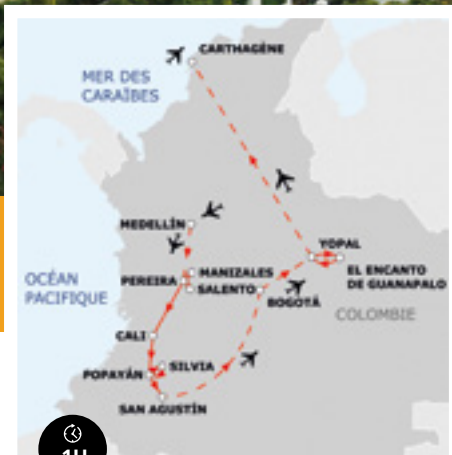 CARTHAGÈNE
MER DES
CARAÏBES
MEDELLÍN
YOPAL
MANIZALES
PEREIRA
EL ENCANTO
DE GUANAPALO
OCÉAN
PACIFIQUE
SALENTO
BOGOTÁ
COLOMBIE
CALI
SILVIA
POPAYÁN
SAN AGUSTÍN